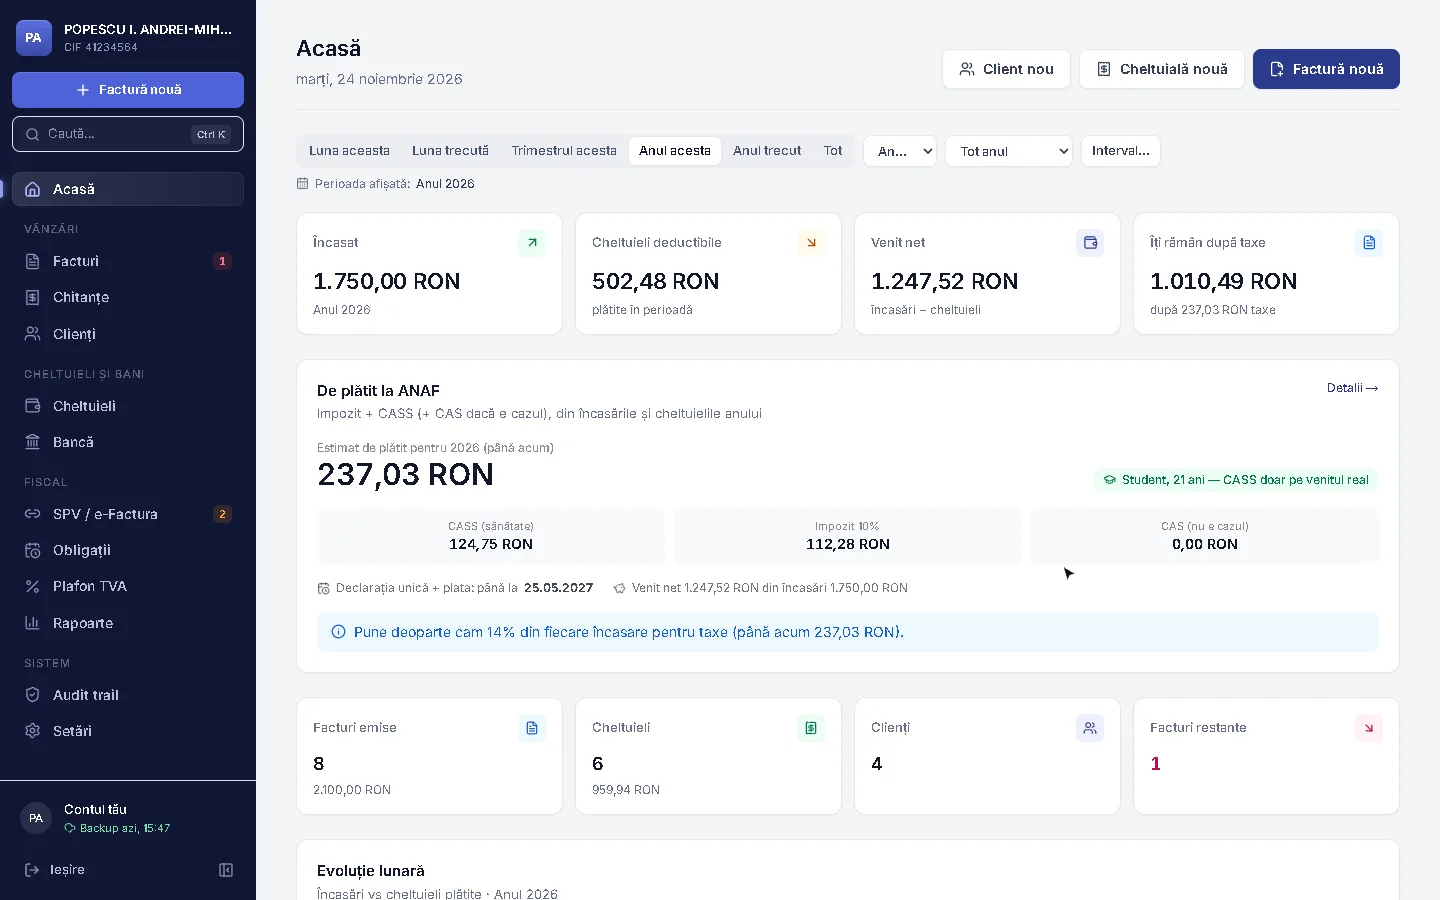 PA
POPESCU I. ANDREI-MIH...
CIF 41234564
Factură nouă
Caută...
Ctrl K
Acasă
VÂNZĂRI
Facturi
1
Chitanțe
Clienți
CHELTUIELI ȘI BANI
Cheltuieli
Bancă
FISCAL
SPV / e-Factura
2
Obligații
Plafon TVA
Rapoarte
SISTEM
Audit trail
Setări
PA
Contul tău
Backup azi, 15:47
Ieșire
Acasă
marți, 24 noiembrie 2026
Client nou
Cheltuială nouă
Factură nouă
Luna aceasta
Luna trecută
Trimestrul acesta
Anul acesta
Anul trecut
Tot
An...
Tot anul
Interval...
Perioada afișată: Anul 2026
Încasat
1.750,00 RON
Anul 2026
Cheltuieli deductibile
502,48 RON
plătite în perioadă
Venit net
1.247,52 RON
încasări − cheltuieli
Îți rămân după taxe
1.010,49 RON
după 237,03 RON taxe
De plătit la ANAF
Detalii →
Impozit + CASS (+ CAS dacă e cazul), din încasările și cheltuielile anului
Estimat de plătit pentru 2026 (până acum)
237,03 RON
Student, 21 ani — CASS doar pe venitul real
CASS (sănătate)
124,75 RON
Impozit 10%
112,28 RON
CAS (nu e cazul)
0,00 RON
Declarația unică + plata: până la 25.05.2027
Venit net 1.247,52 RON din încasări 1.750,00 RON
Pune deoparte cam 14% din fiecare încasare pentru taxe (până acum 237,03 RON).
Facturi emise
8
2.100,00 RON
Cheltuieli
6
959,94 RON
Clienți
4
Facturi restante
1
Evoluție lunară
Încasări vs cheltuieli plătite · Anul 2026